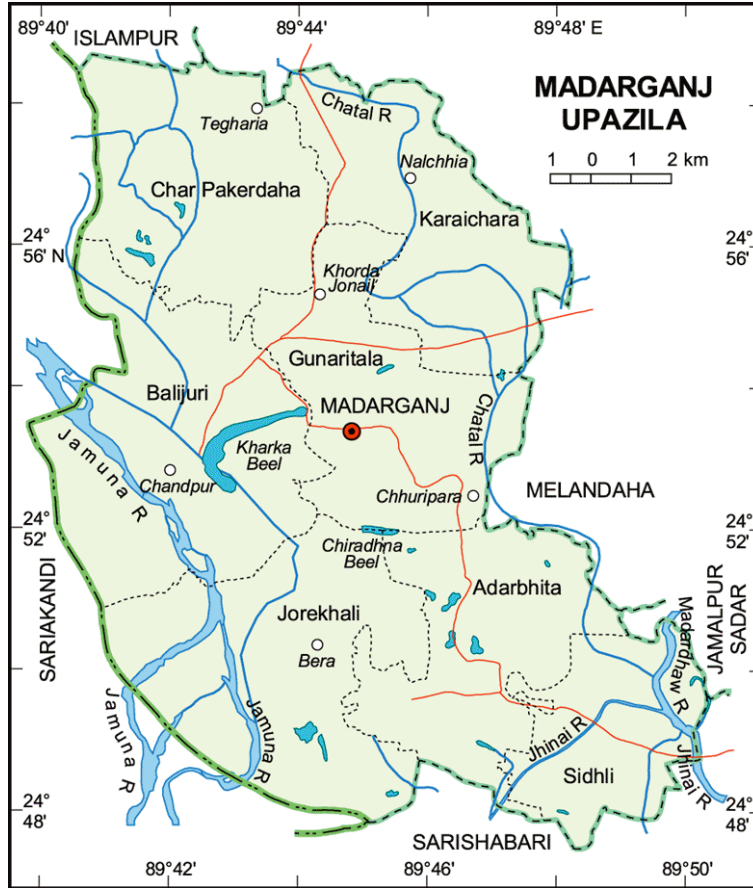 89°40'
89°44'
89°48' E
ISLAMPUR
MADARGANJ
UPAZILA
1 0 1 2 km
Chatal R
Tegharia
Nalchhia
Char Pakerdaha
Karaichara
24°
56' N
24°
56'
Khorda
Jonail
Gunaritala
Balijuri
MADARGANJ
Chatal R
Jamuna R
Kharka
Beel
Chandpur
Chhuripara
MELANDAHA
24°
52'
24°
52'
Chiradhna
Beel
Adarbhita
SARIAKANDI
Jorekhali
Bera
Madardhaw R
JAMALPUR
SADAR
Jamuna R
Jamuna R
Jhinai R
Jhinai R
Sidhli
24°
48'
24°
48'
SARISHABARI
89°42'
89°46'
89°50'